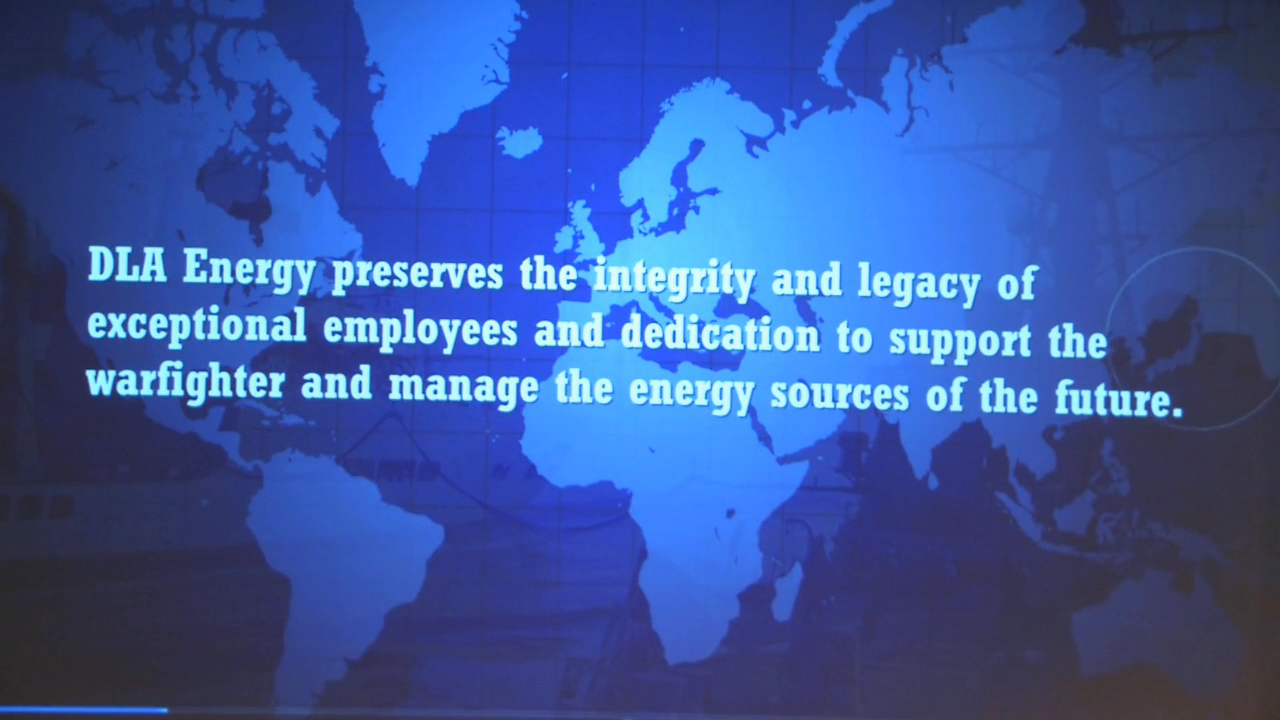 DLA Energy preserves the integrity and legacy of
exceptional employees and dedication to support the
warfighter and manage the energy sources of the future.